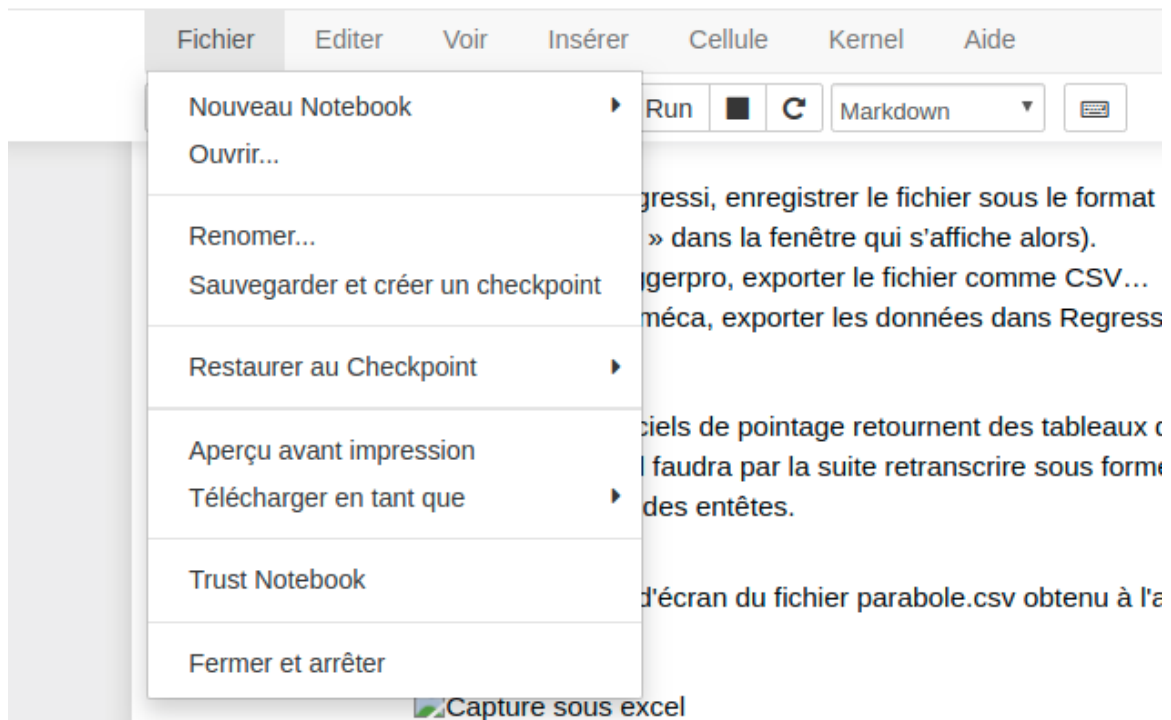 Fichier Editer Voir Insérer Cellule Kernel Aide
Nouveau Notebook
Run Markdown
Ouvrir...
Renomer...
Sauvegarder et créer un checkpoint
Restaurer au Checkpoint
Aperçu avant impression
Télécharger en tant que
Trust Notebook
Fermer et arrêter
gressi, enregistrer le fichier sous le format
» dans la fenêtre qui s’affiche alors).
ggerpro, exporter le fichier comme CSV…
méca, exporter les données dans Regress
ciels de pointage retournent des tableaux
faudra par la suite retranscrire sous forme
des entêtes.
d'écran du fichier parabole.csv obtenu à l'a
Capture sous excel